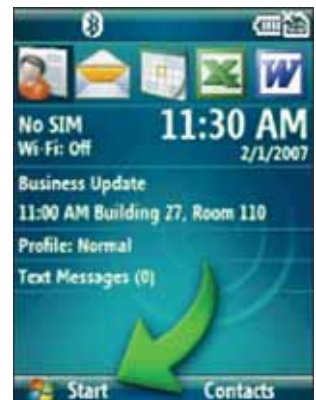 No SIM
11:30 AM
Wi-Fi: Off
2/1/2007
Business Update
11:00 AM Building 27, Room 110
Profile: Normal
Text Messages (0)
Start
Contacts